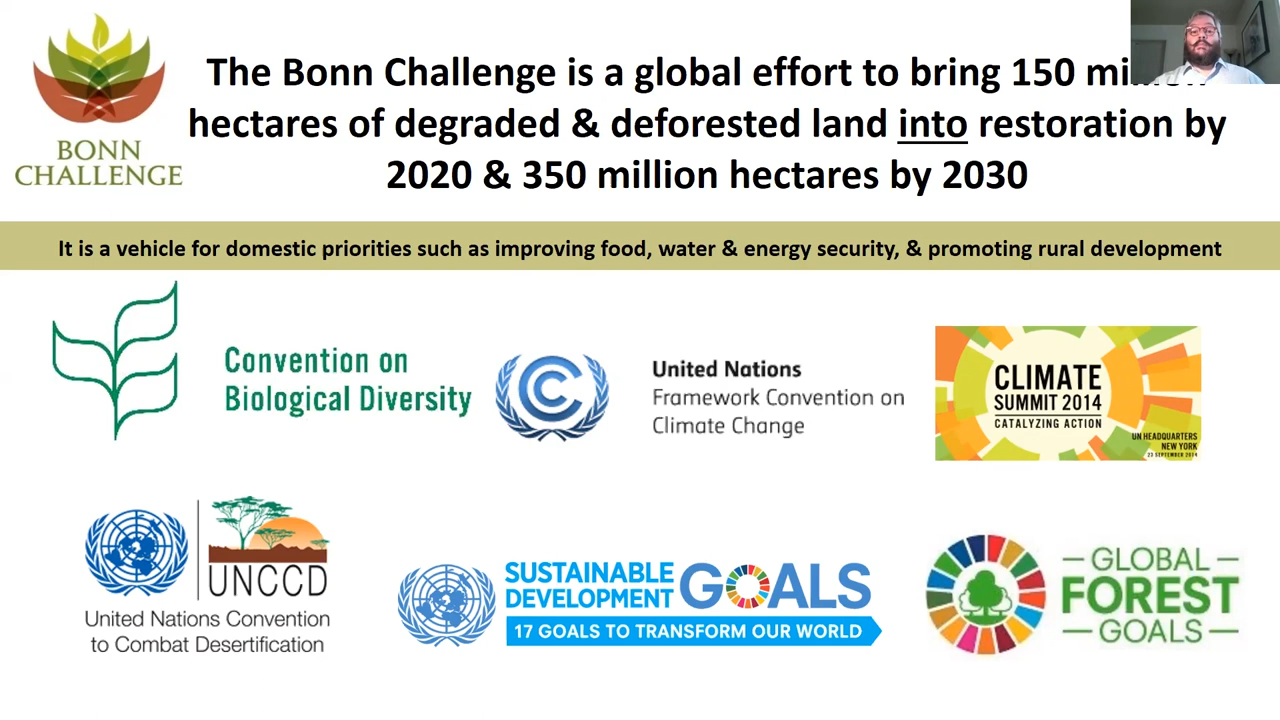 BONN
CHALLENGE
The Bonn Challenge is a global effort to bring 150
hectares of degraded & deforested land into restoration by
2020 & 350 million hectares by 2030
It is a vehicle for domestic priorities such as improving food, water & energy security, & promoting rural development
Convention on
Biological Diversity
United Nations
Framework Convention on
Climate Change
CLIMATE
SUMMIT 2014
CATALYZING ACTION
UN HEADQUARTERS
NEW YORK
23 SEPTEMBER 2014
UNCCD
United Nations Convention
to Combat Desertification
SUSTAINABLE
DEVELOPMENT
GOALS
17 GOALS TO TRANSFORM OUR WORLD
GLOBAL
FOREST
GOALS